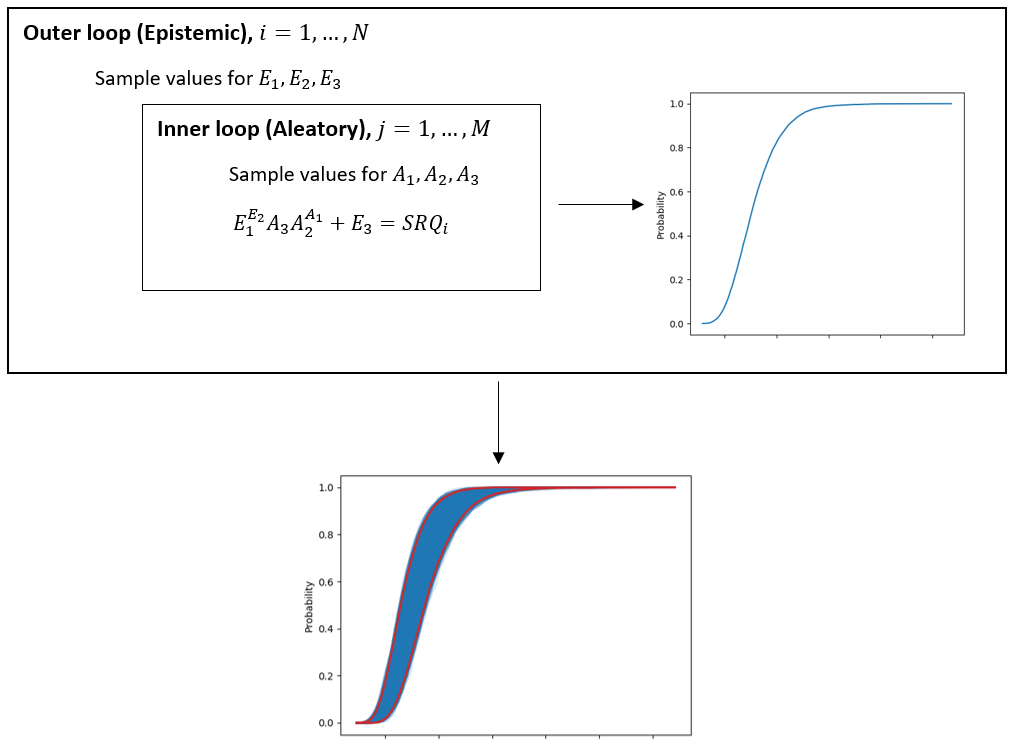 Outer loop (Epistemic), i = 1, ..., N
Sample values for E₁, E₂, E₃
Inner loop (Aleatory), j = 1, ..., M
Sample values for A₁, A₂, A₃
E₁^E₂ A₃A₂^A₁ + E₃ = SRQᵢ
Probability
1.0
0.8
0.6
0.4
0.2
0.0
Probability
1.0
0.8
0.6
0.4
0.2
0.0